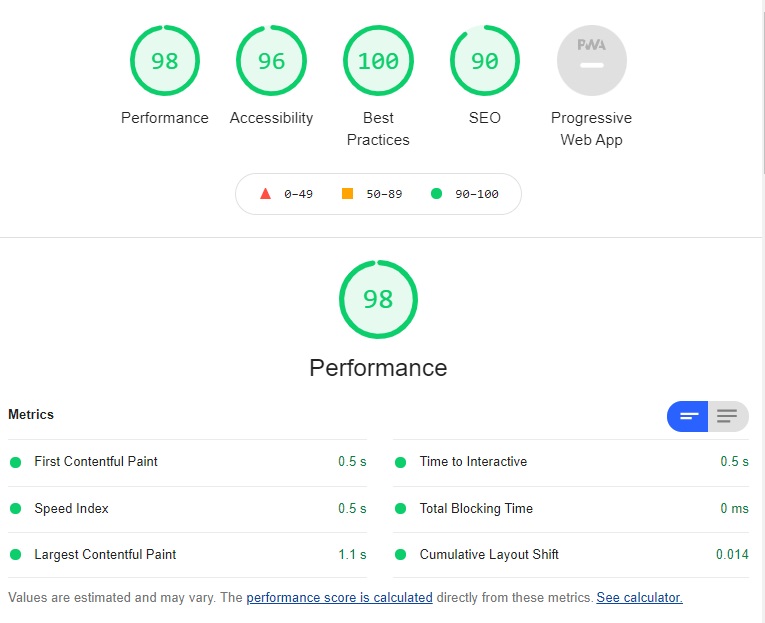 98 96 100 90 PWA
Performance Accessibility Best Practices SEO Progressive Web App
0–49 50–89 90–100
98
Performance
Metrics
First Contentful Paint 0.5 s
Time to Interactive 0.5 s
Speed Index 0.5 s
Total Blocking Time 0 ms
Largest Contentful Paint 1.1 s
Cumulative Layout Shift 0.014
Values are estimated and may vary. The performance score is calculated directly from these metrics. See calculator.